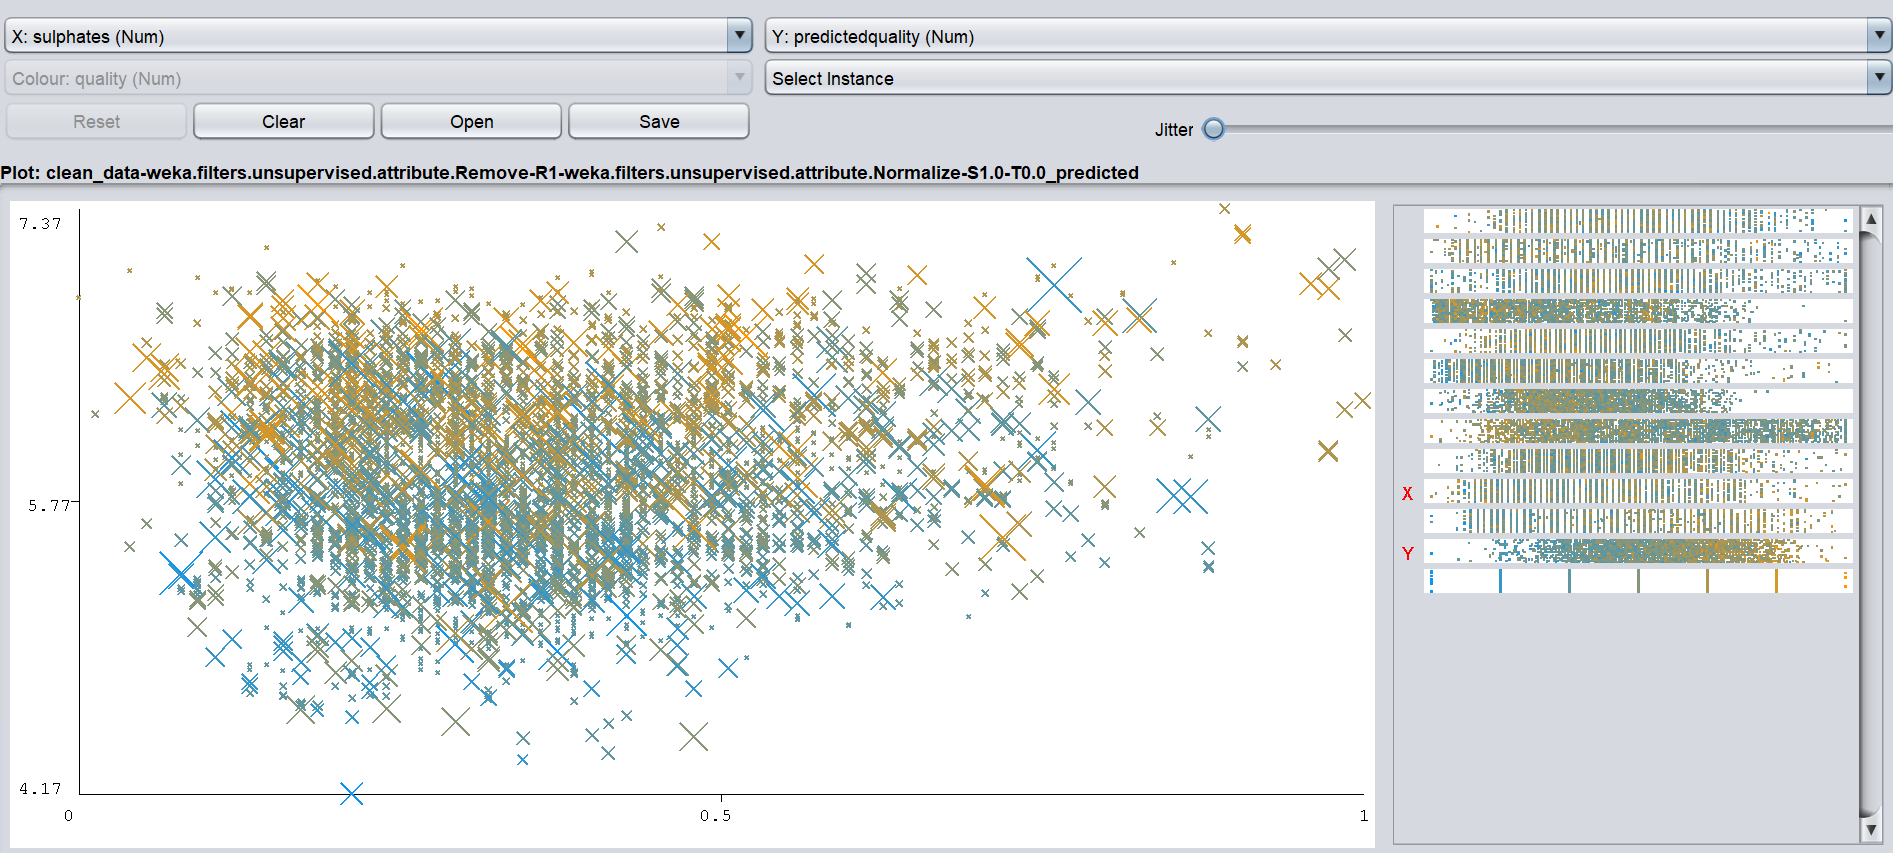 X: sulphates (Num)
Y: predictedquality (Num)
Colour: quality (Num)
Select Instance
Reset
Clear
Open
Save
Jitter
Plot: clean_data-weka.filters.unsupervised.attribute.Remove-R1-weka.filters.unsupervised.attribute.Normalize-S1.0-T0.0_predicted
7.37
5.77
4.17
0
0.5
1
X
Y